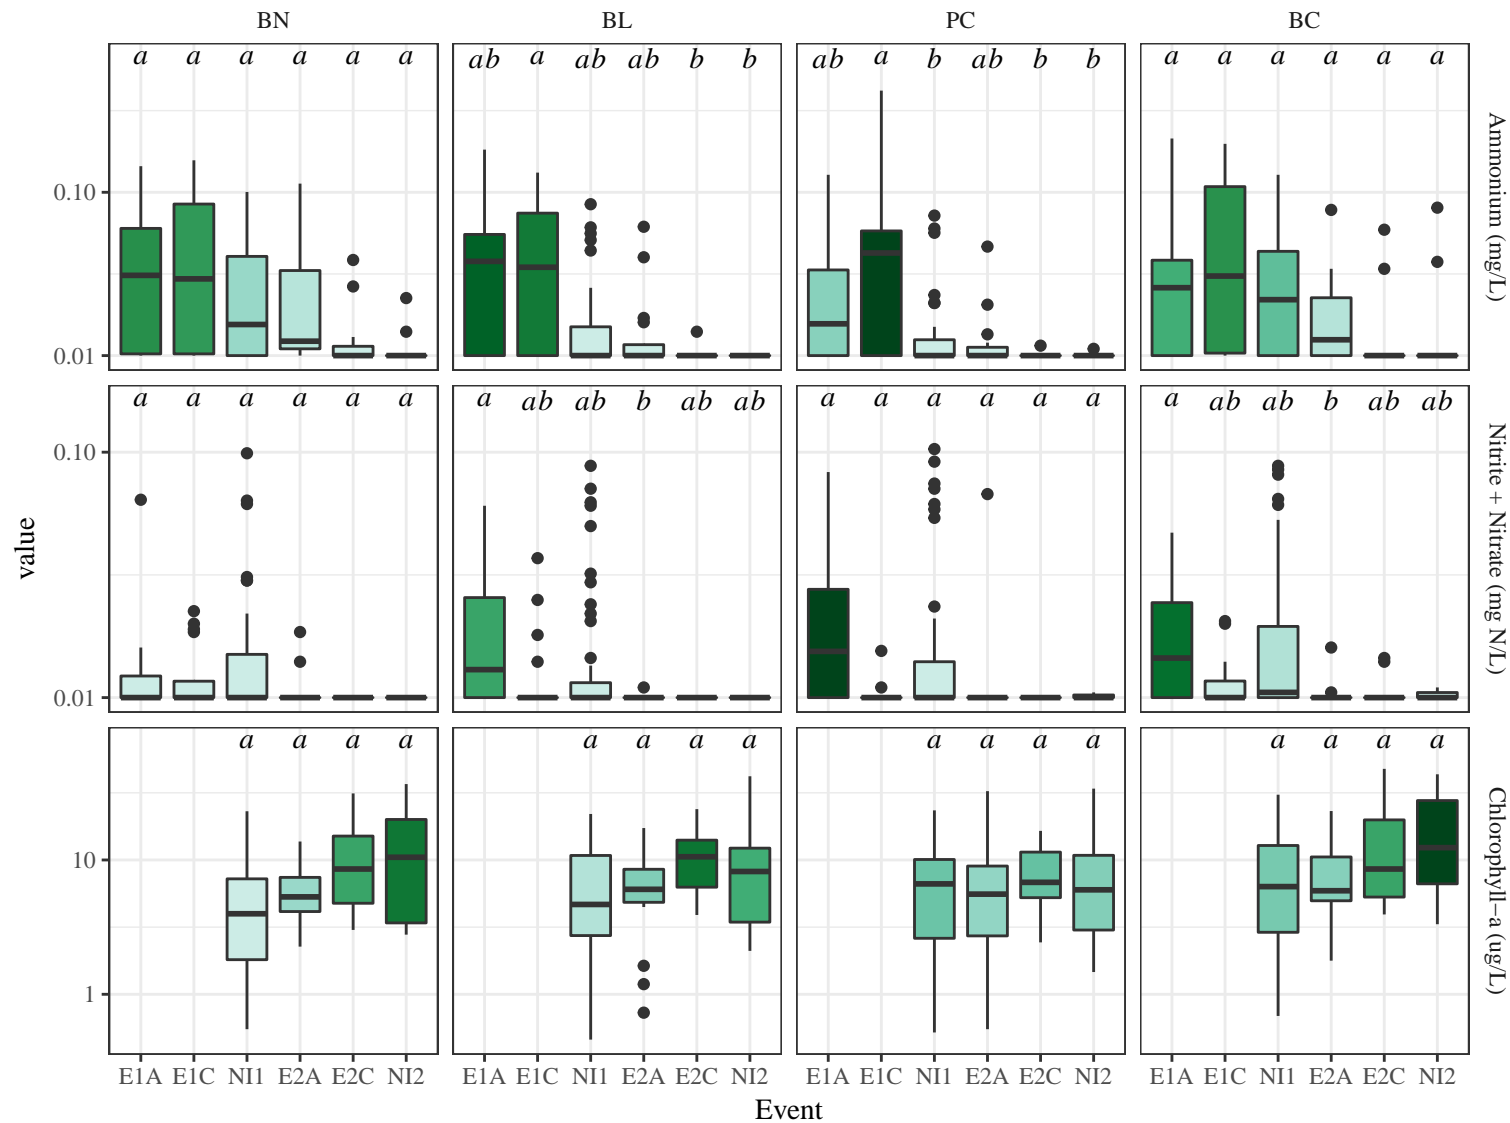 BN BL PC BC
a a a a a a ab a ab ab b b ab a b ab b b a a a a a a
0.10
0.01
Ammonium (mg/L)
a a a a a a a ab ab b ab ab a a a a a a a ab ab b ab ab
0.10
0.01
Nitrite + Nitrate (mg N/L)
value
a a a a a a a a a a a a a a a a
10
1
Chlorophyll−a (ug/L)
E1A E1C NI1 E2A E2C NI2 E1A E1C NI1 E2A E2C NI2 E1A E1C NI1 E2A E2C NI2 E1A E1C NI1 E2A E2C NI2
Event